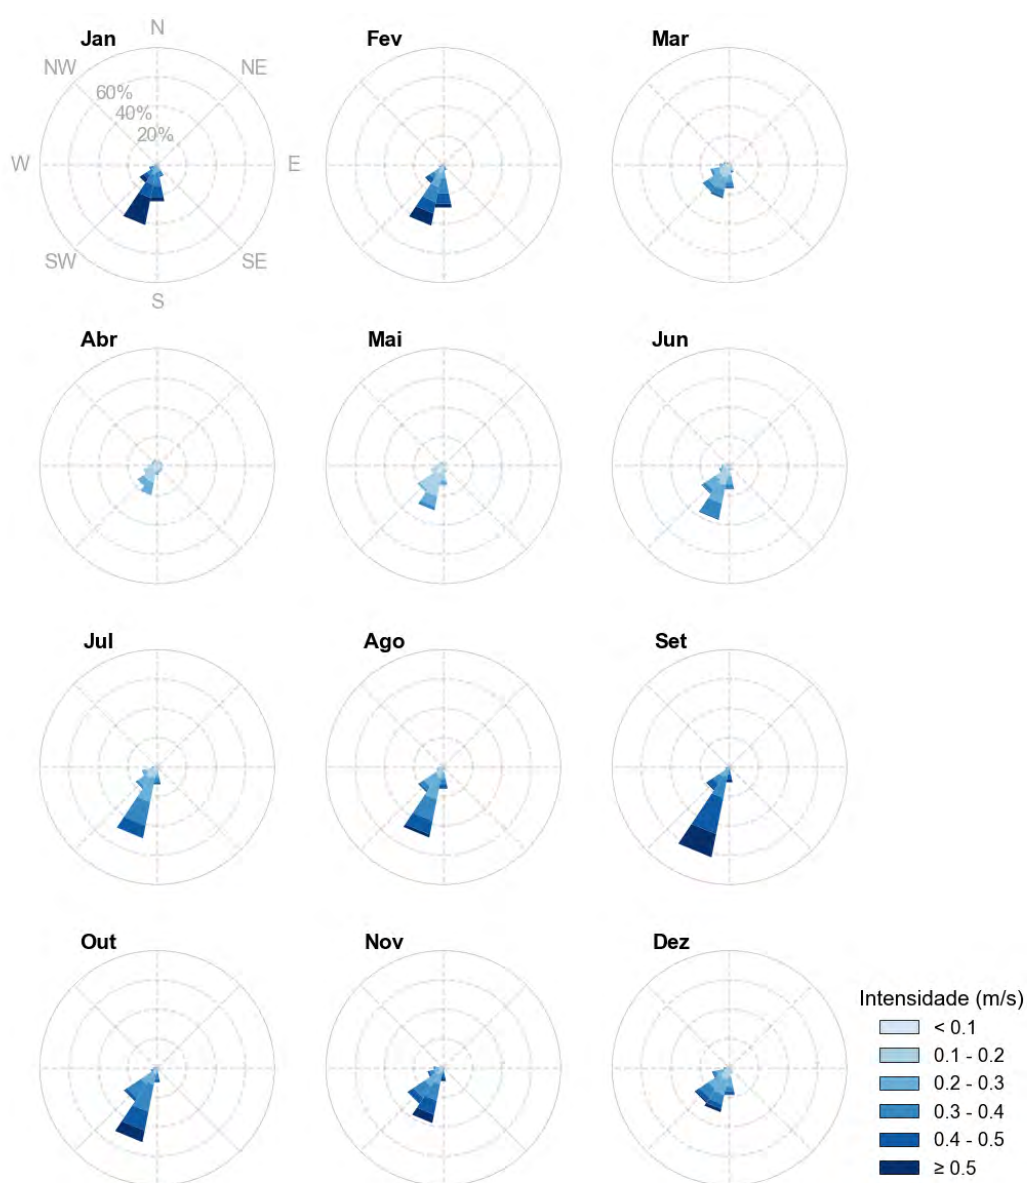 Jan
N
NW
NE
60%
40%
20%
W
E
SW
SE
S
Fev
Mar
Abr
Mai
Jun
Jul
Ago
Set
Out
Nov
Dez
Intensidade (m/s)
< 0.1
0.1 - 0.2
0.2 - 0.3
0.3 - 0.4
0.4 - 0.5
≥ 0.5